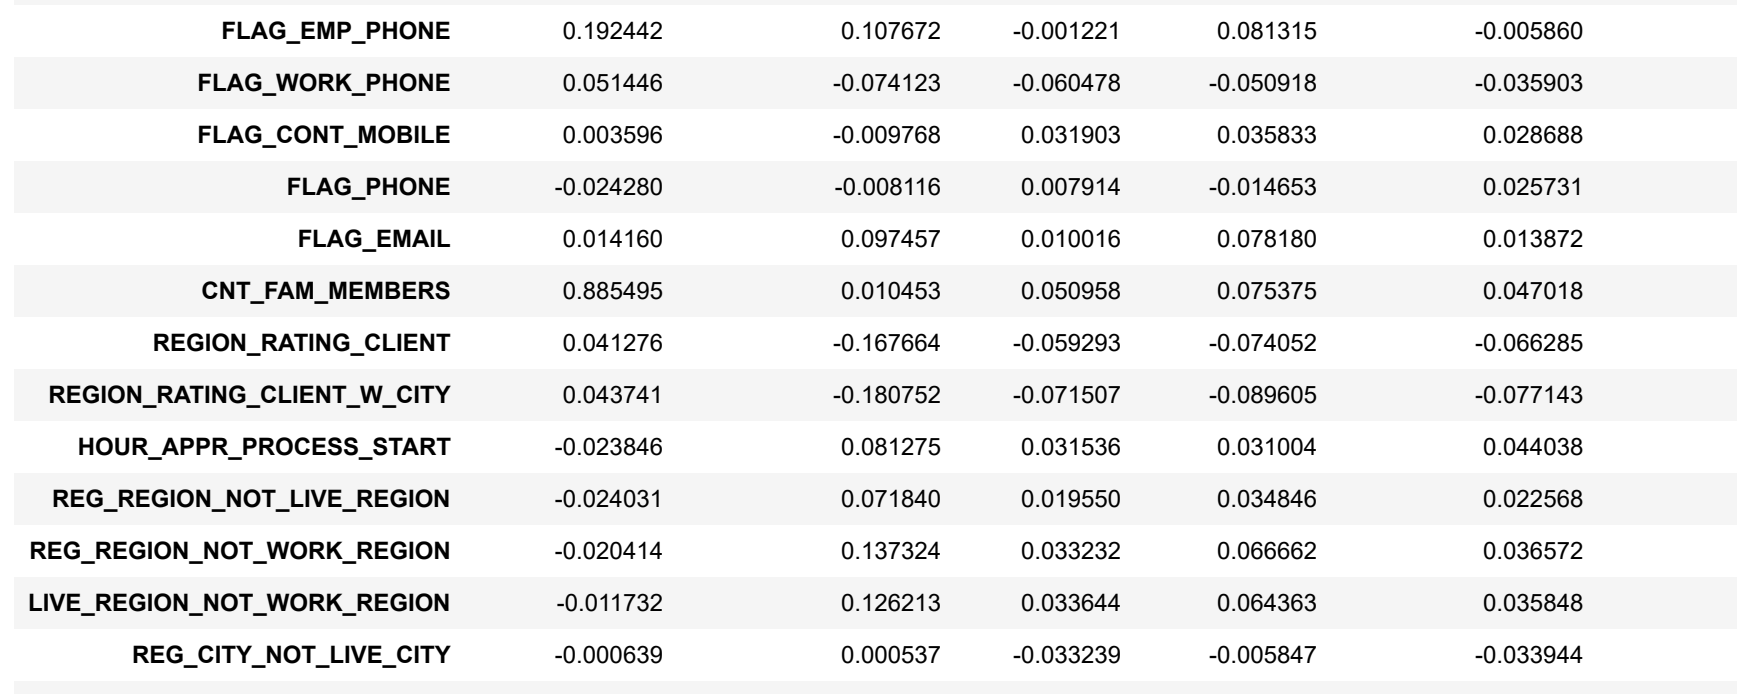 FLAG_EMP_PHONE 0.192442 0.107672 -0.001221 0.081315 -0.005860
FLAG_WORK_PHONE 0.051446 -0.074123 -0.060478 -0.050918 -0.035903
FLAG_CONT_MOBILE 0.003596 -0.009768 0.031903 0.035833 0.028688
FLAG_PHONE -0.024280 -0.008116 0.007914 -0.014653 0.025731
FLAG_EMAIL 0.014160 0.097457 0.010016 0.078180 0.013872
CNT_FAM_MEMBERS 0.885495 0.010453 0.050958 0.075375 0.047018
REGION_RATING_CLIENT 0.041276 -0.167664 -0.059293 -0.074052 -0.066285
REGION_RATING_CLIENT_W_CITY 0.043741 -0.180752 -0.071507 -0.089605 -0.077143
HOUR_APPR_PROCESS_START -0.023846 0.081275 0.031536 0.031004 0.044038
REG_REGION_NOT_LIVE_REGION -0.024031 0.071840 0.019550 0.034846 0.022568
REG_REGION_NOT_WORK_REGION -0.020414 0.137324 0.033232 0.066662 0.036572
LIVE_REGION_NOT_WORK_REGION -0.011732 0.126213 0.033644 0.064363 0.035848
REG_CITY_NOT_LIVE_CITY -0.000639 0.000537 -0.033239 -0.005847 -0.033944